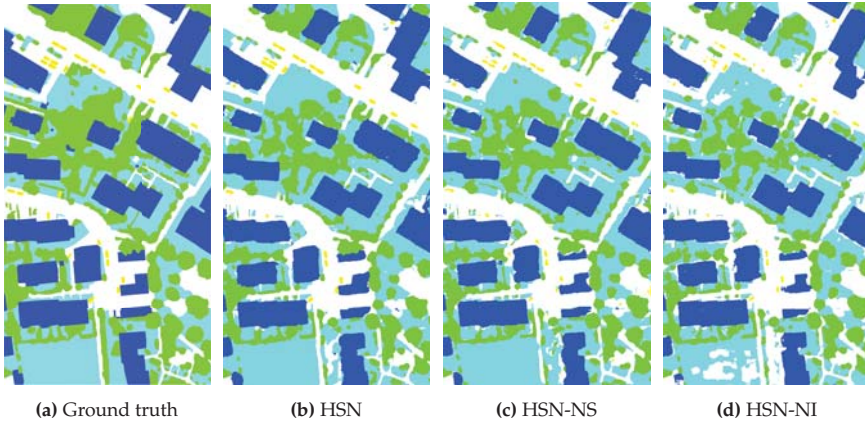 (a) Ground truth
(b) HSN
(c) HSN-NS
(d) HSN-NI